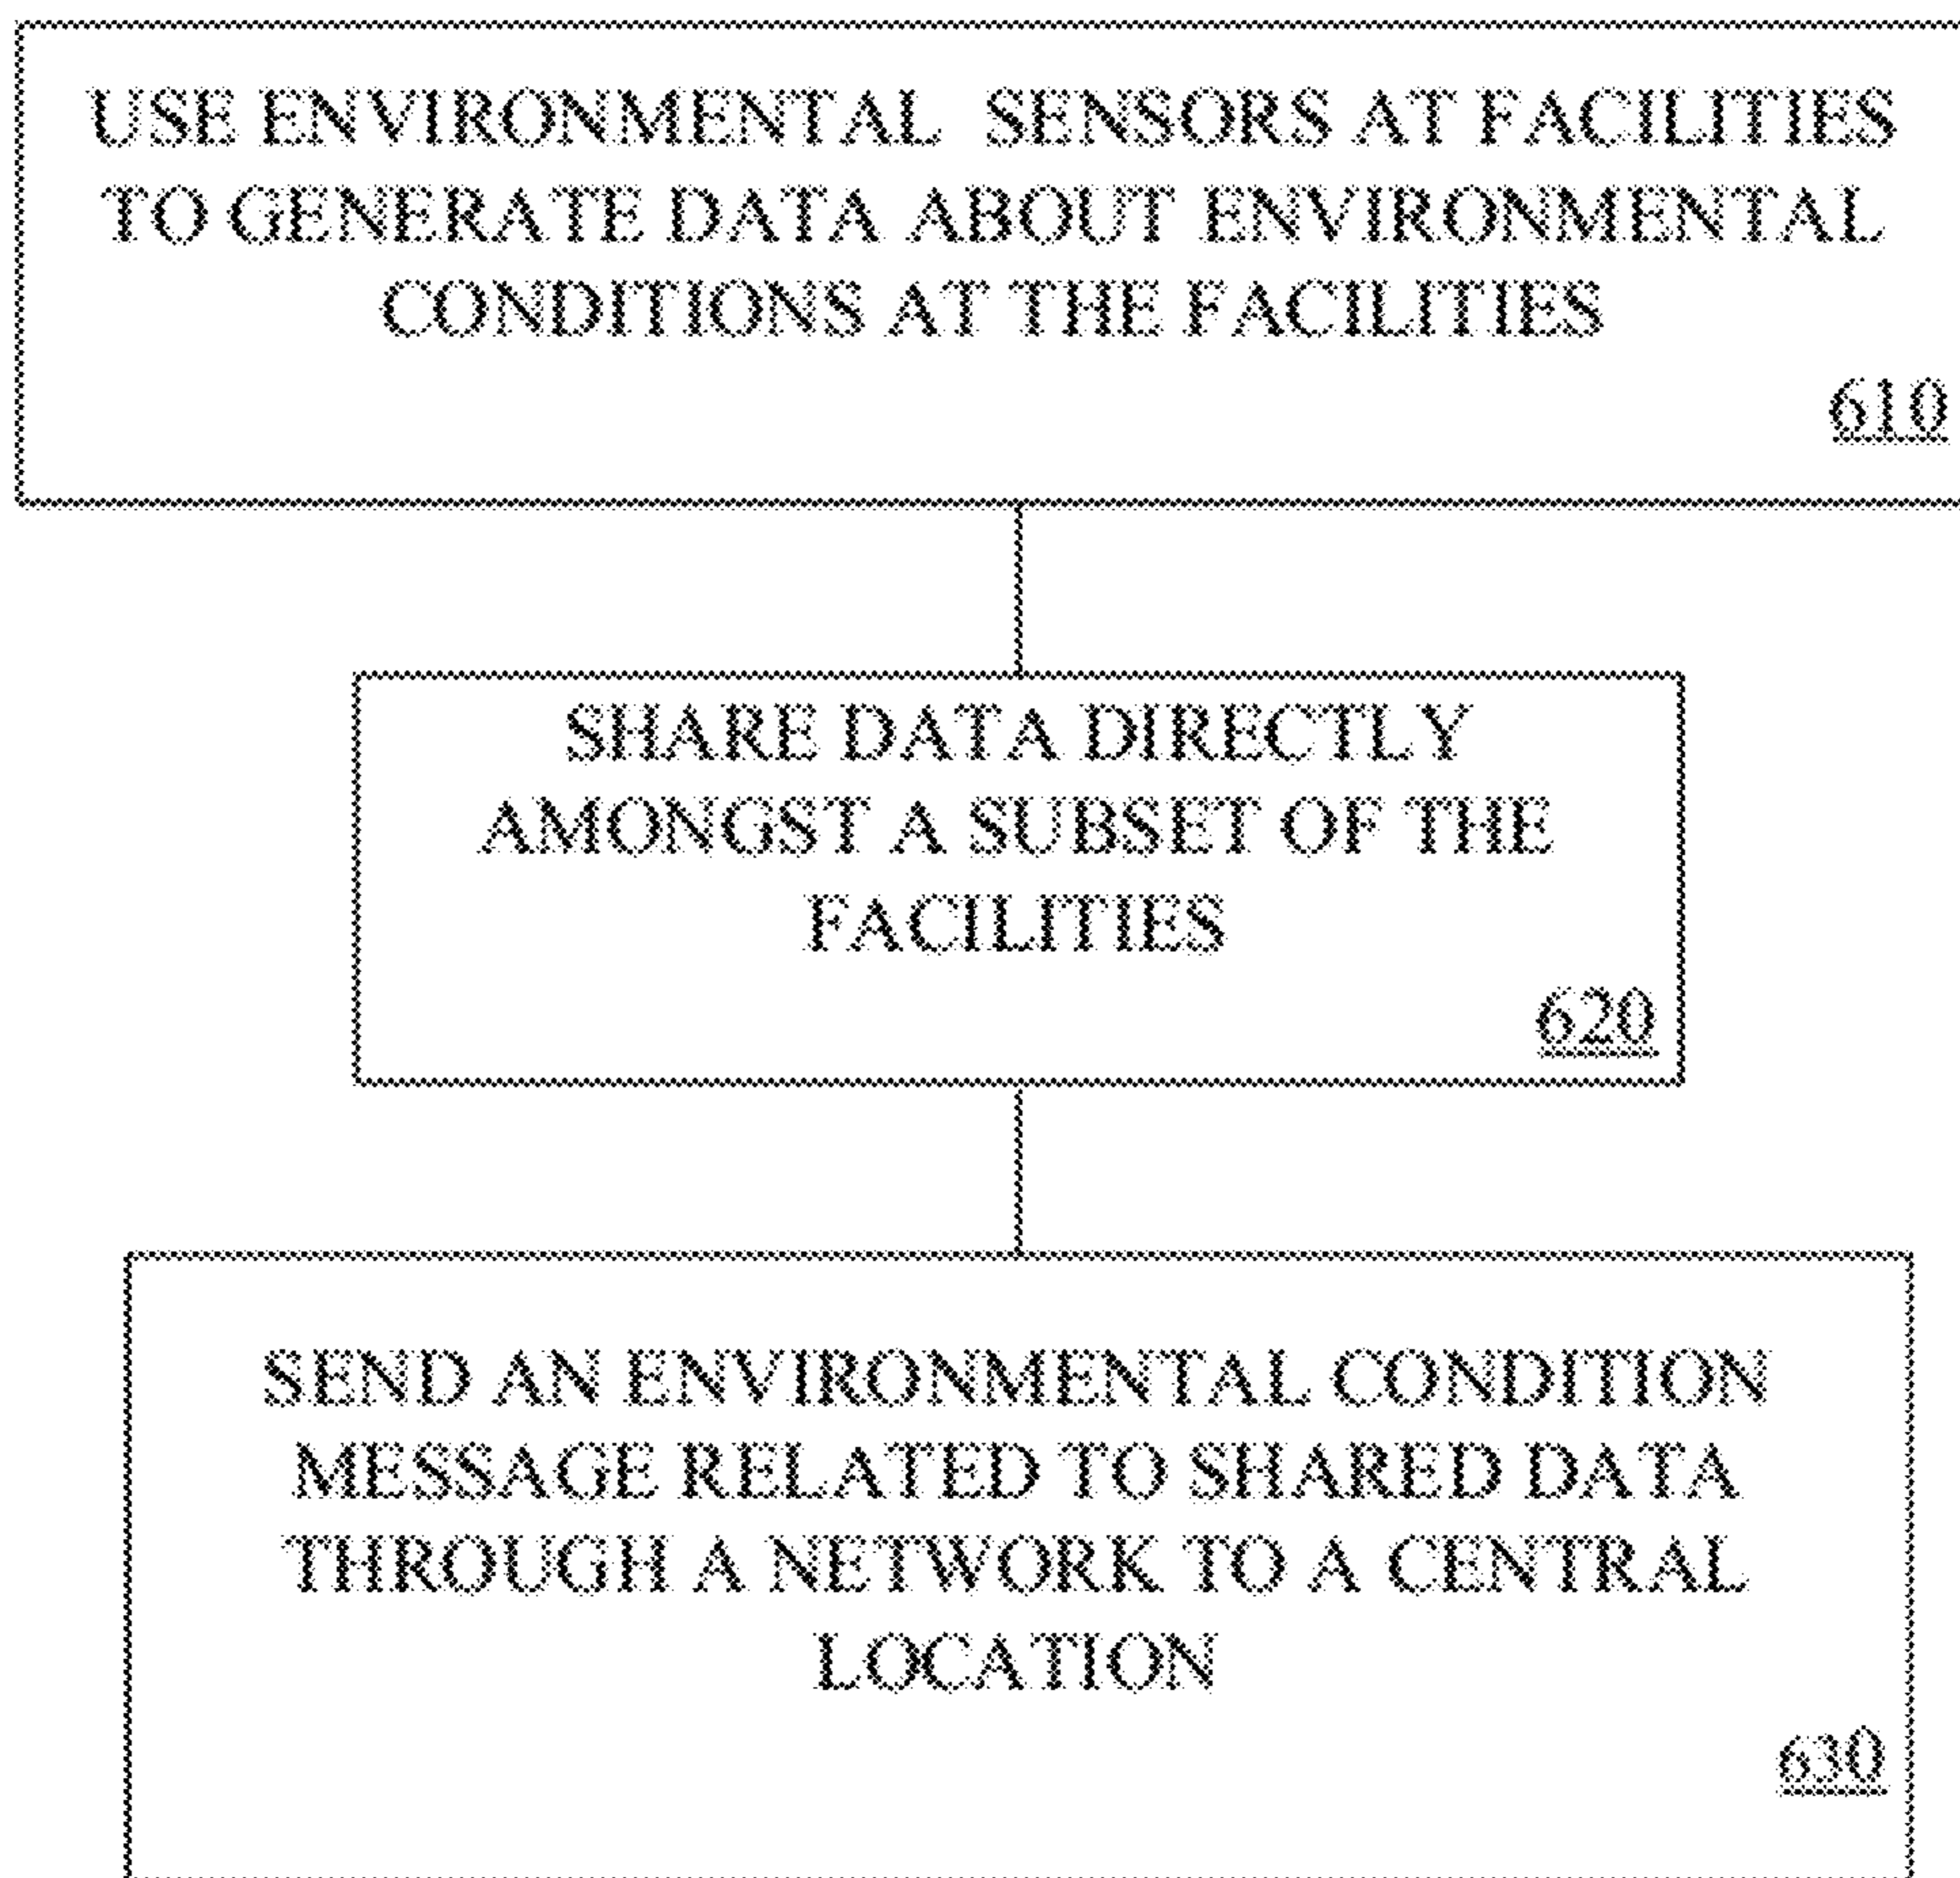 USE ENVIRONMENTAL SENSORS AT FACILITIES
TO GENERATE DATA ABOUT ENVIRONMENTAL
CONDITIONS AT THE FACILITIES
610
SHARE DATA DIRECTLY
AMONGST A SUBSET OF THE
FACILITIES
620
SEND AN ENVIRONMENTAL CONDITION
MESSAGE RELATED TO SHARED DATA
THROUGH A NETWORK TO A CENTRAL
LOCATION
630